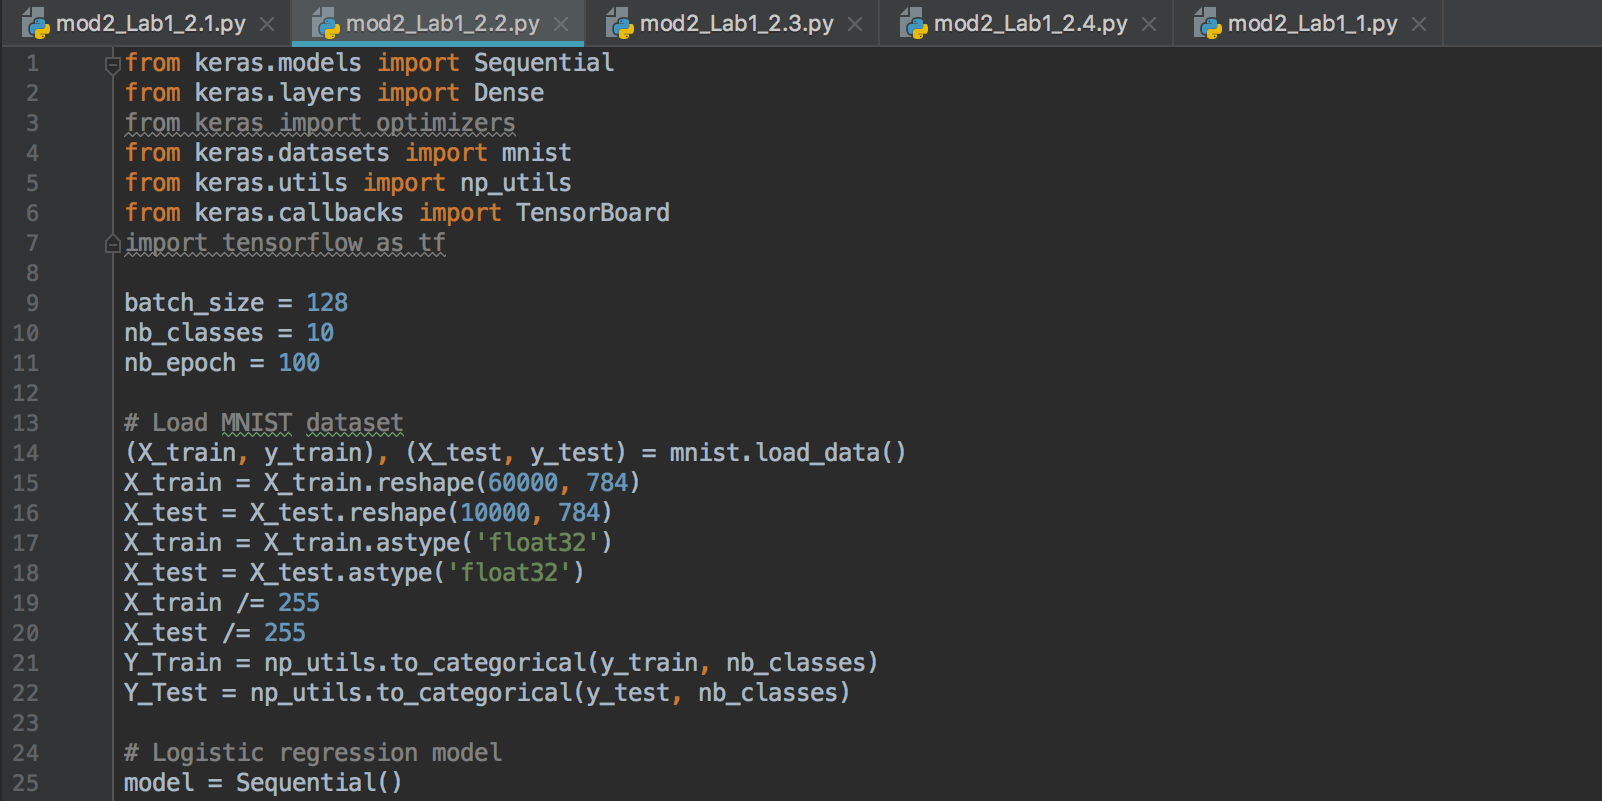 mod2_Lab1_2.1.py mod2_Lab1_2.2.py mod2_Lab1_2.3.py mod2_Lab1_2.4.py mod2_Lab1_1.py
1 from keras.models import Sequential
2 from keras.layers import Dense
3 from keras import optimizers
4 from keras.datasets import mnist
5 from keras.utils import np_utils
6 from keras.callbacks import TensorBoard
7 import tensorflow as tf
8
9 batch_size = 128
10 nb_classes = 10
11 nb_epoch = 100
12
13 # Load MNIST dataset
14 (X_train, y_train), (X_test, y_test) = mnist.load_data()
15 X_train = X_train.reshape(60000, 784)
16 X_test = X_test.reshape(10000, 784)
17 X_train = X_train.astype('float32')
18 X_test = X_test.astype('float32')
19 X_train /= 255
20 X_test /= 255
21 Y_Train = np_utils.to_categorical(y_train, nb_classes)
22 Y_Test = np_utils.to_categorical(y_test, nb_classes)
23
24 # Logistic regression model
25 model = Sequential()